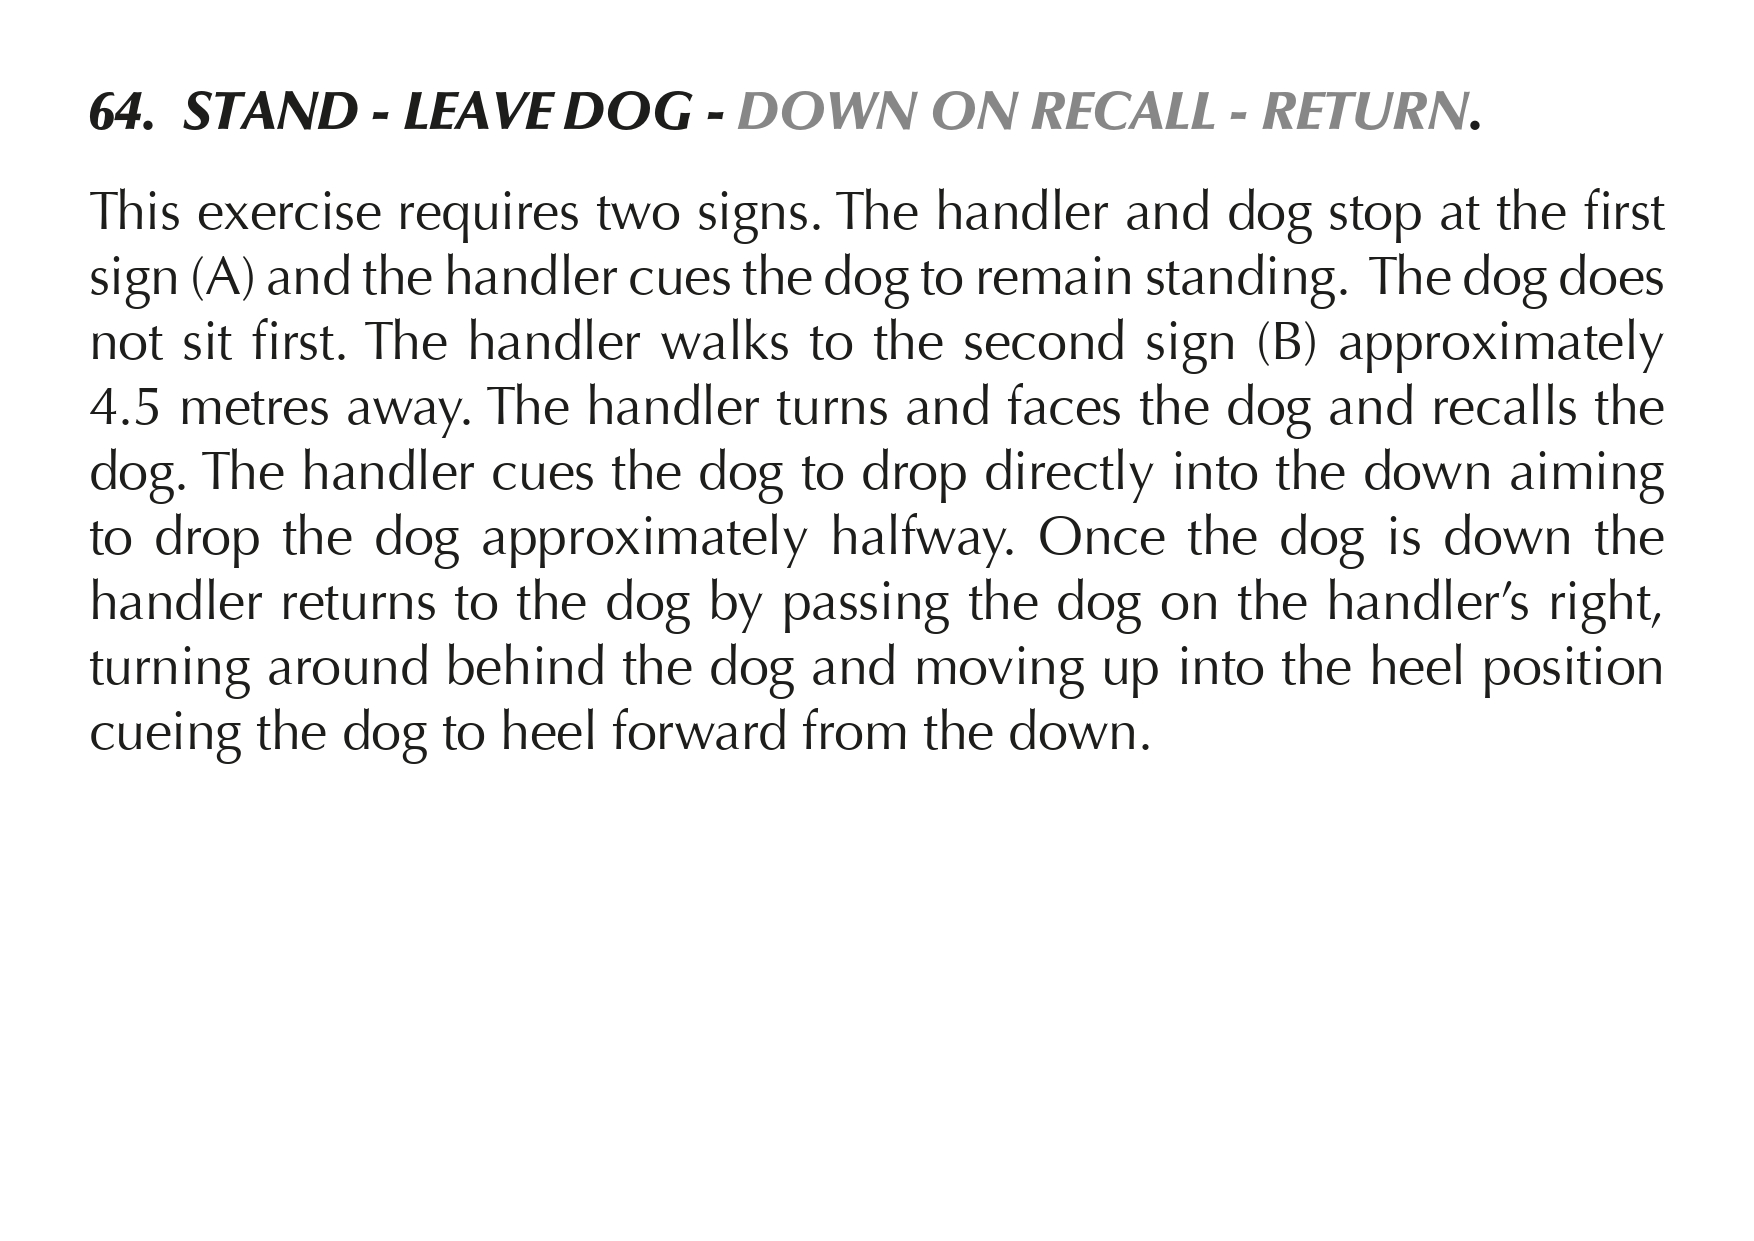 64.  STAND - LEAVE DOG - DOWN ON RECALL - RETURN.
This exercise requires two signs. The handler and dog stop at the first
sign (A) and the handler cues the dog to remain standing.  The dog does
not sit first. The handler walks to the second sign (B) approximately
4.5 metres away. The handler turns and faces the dog and recalls the
dog. The handler cues the dog to drop directly into the down aiming
to drop the dog approximately halfway. Once the dog is down the
handler returns to the dog by passing the dog on the handler’s right,
turning around behind the dog and moving up into the heel position
cueing the dog to heel forward from the down.